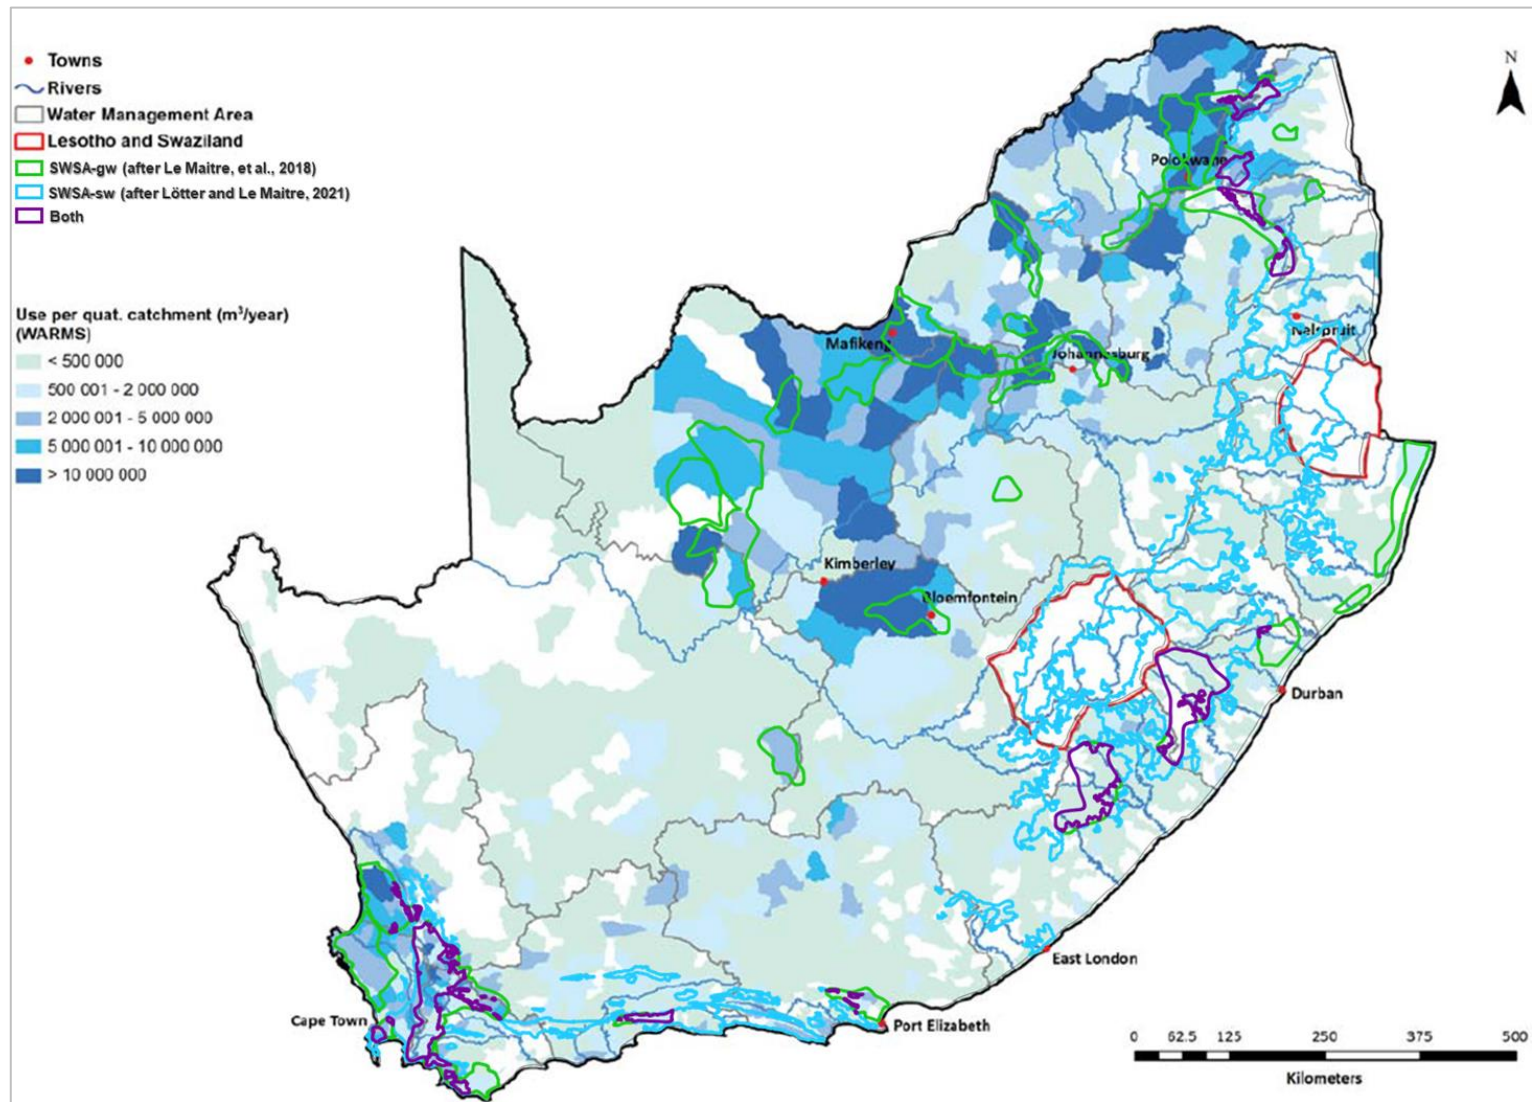 N
Towns
Rivers
Water Management Area
Lesotho and Swaziland
SWSA-gw (after Le Maitre, et al., 2018)
SWSA-sw (after Lötter and Le Maitre, 2021)
Both
Use per quat. catchment (m³/year)
(WARMS)
< 500 000
500 001 - 2 000 000
2 000 001 - 5 000 000
5 000 001 - 10 000 000
> 10 000 000
Polokwane
Nelspruit
Mafikeng
Johannesburg
Kimberley
Bloemfontein
Durban
East London
Cape Town
Port Elizabeth
0 62.5 125 250 375 500
Kilometers